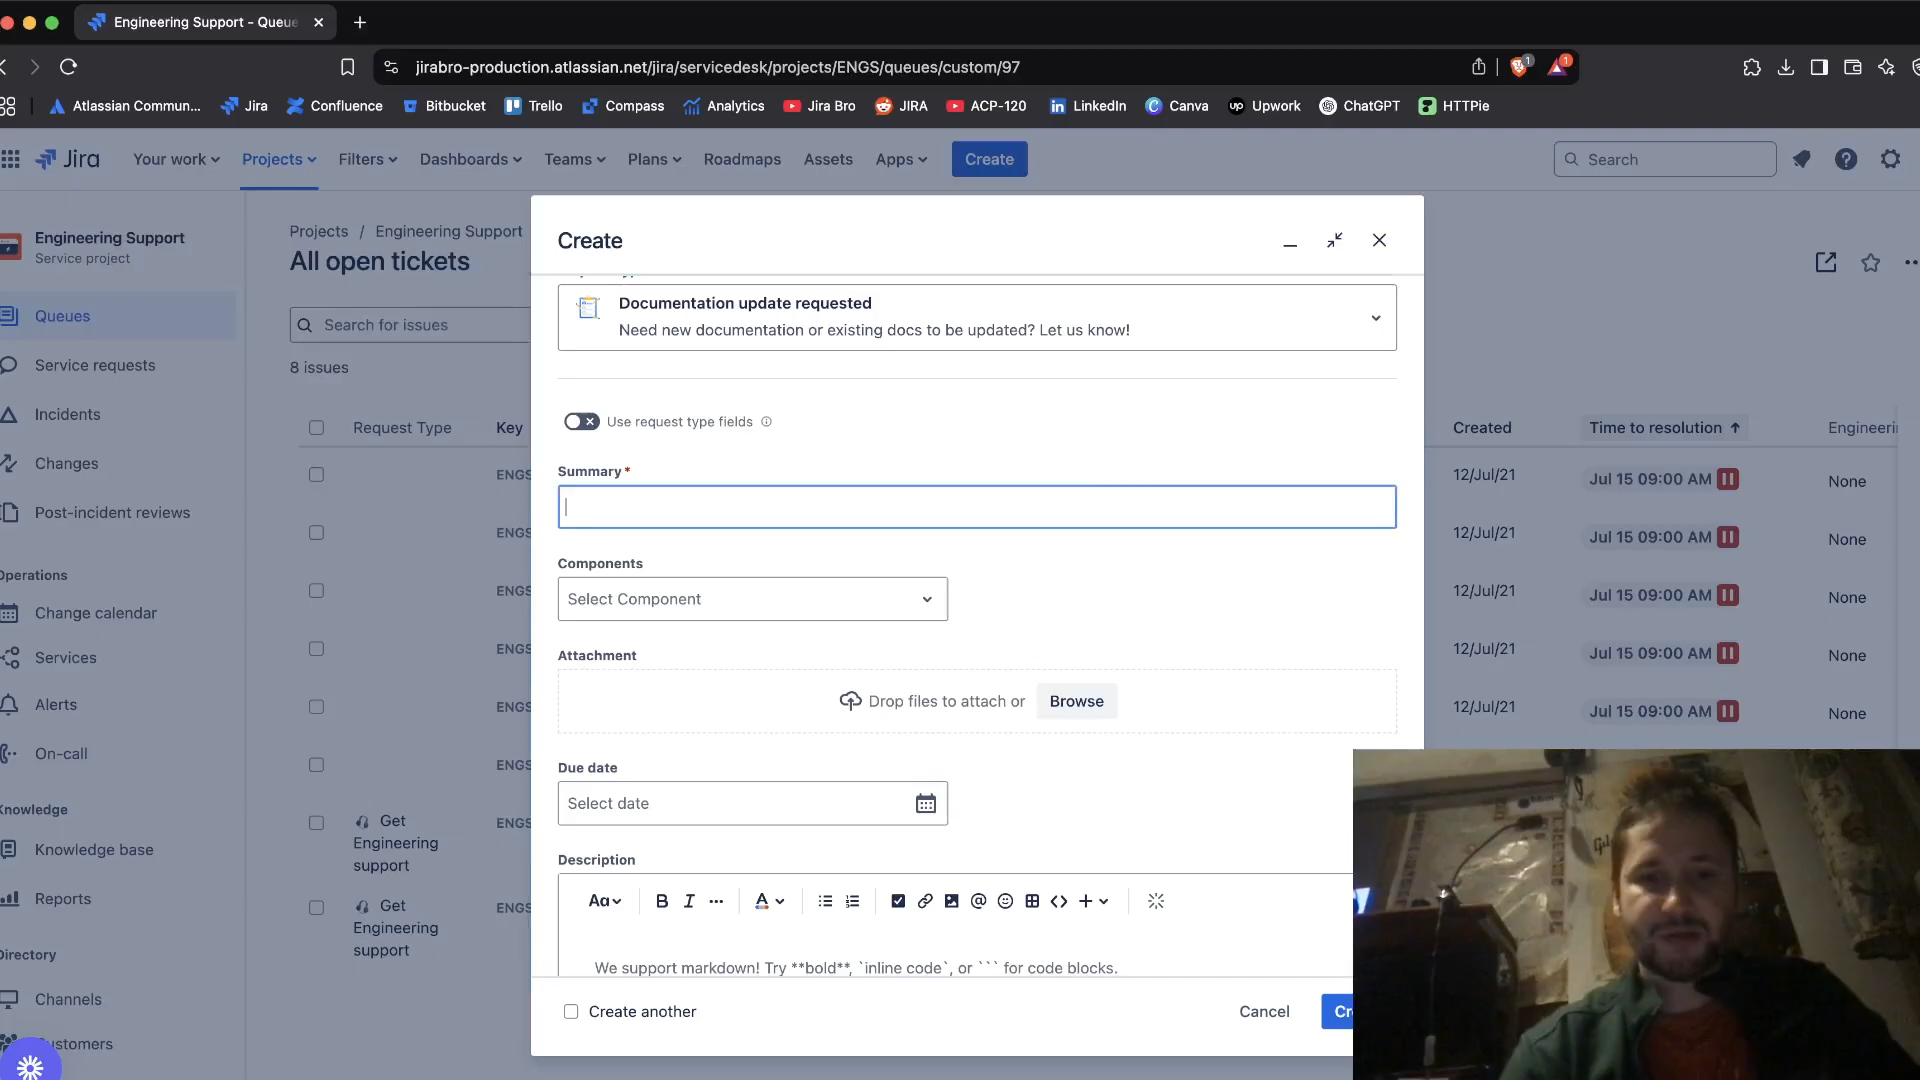 Engineering Support - Queue
jirabro-production.atlassian.net/jira/servicedesk/projects/ENGS/queues/custom/97
1
1
Atlassian Commun...
Jira
Confluence
Bitbucket
Trello
Compass
Analytics
Jira Bro
JIRA
ACP-120
LinkedIn
Canva
Upwork
ChatGPT
HTTPie
Jira
Your work
Projects
Filters
Dashboards
Teams
Plans
Roadmaps
Assets
Apps
Create
Search
Engineering Support
Service project
Queues
Service requests
Incidents
Changes
Post-incident reviews
Operations
Change calendar
Services
Alerts
On-call
Knowledge
Knowledge base
Reports
Directory
Channels
Customers
Projects / Engineering Support
All open tickets
Search for issues
8 issues
Request Type
Key
Created
Time to resolution
Engineeri
ENGS
12/Jul/21
Jul 15 09:00 AM
None
ENGS
12/Jul/21
Jul 15 09:00 AM
None
ENGS
12/Jul/21
Jul 15 09:00 AM
None
ENGS
12/Jul/21
Jul 15 09:00 AM
None
ENGS
12/Jul/21
Jul 15 09:00 AM
None
ENGS
Get
Engineering
support
ENGS
Get
Engineering
support
ENGS
Create
Documentation update requested
Need new documentation or existing docs to be updated? Let us know!
Use request type fields
Summary *
Components
Select Component
Attachment
Drop files to attach or
Browse
Due date
Select date
Description
Aa
B
I
A
We support markdown! Try **bold**, `inline code`, or ``` for code blocks.
Create another
Cancel
Cr